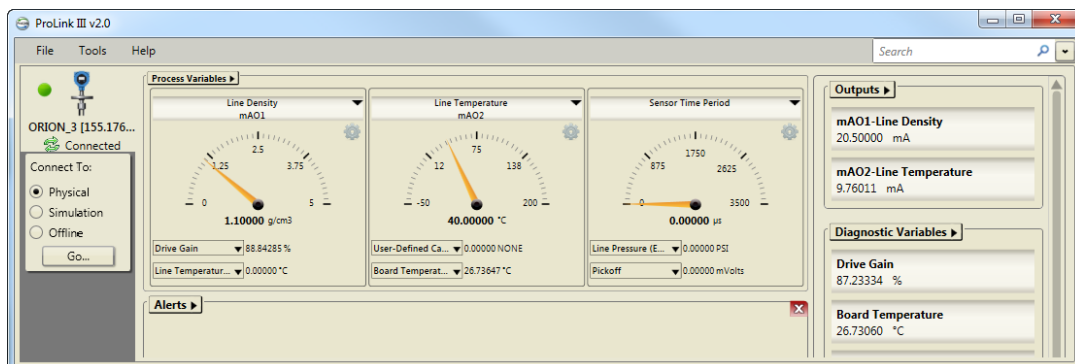 ProLink III v2.0
File Tools Help
Search
ORION_3 [155.176...
Connected
Connect To:
Physical
Simulation
Offline
Go...
Process Variables
Line Density
mAO1
0 1.25 2.5 3.75 5
1.10000 g/cm3
Drive Gain 88.84285 %
Line Temperatur... 0.00000 °C
Line Temperature
mAO2
-50 12 75 138 200
40.00000 °C
User-Defined Ca... 0.00000 NONE
Board Temperat... 26.73647 °C
Sensor Time Period
0 875 1750 2625 3500
0.00000 µs
Line Pressure (E... 0.00000 PSI
Pickoff 0.00000 mVolts
Alerts
Outputs
mAO1-Line Density
20.50000 mA
mAO2-Line Temperature
9.76011 mA
Diagnostic Variables
Drive Gain
87.23334 %
Board Temperature
26.73060 °C